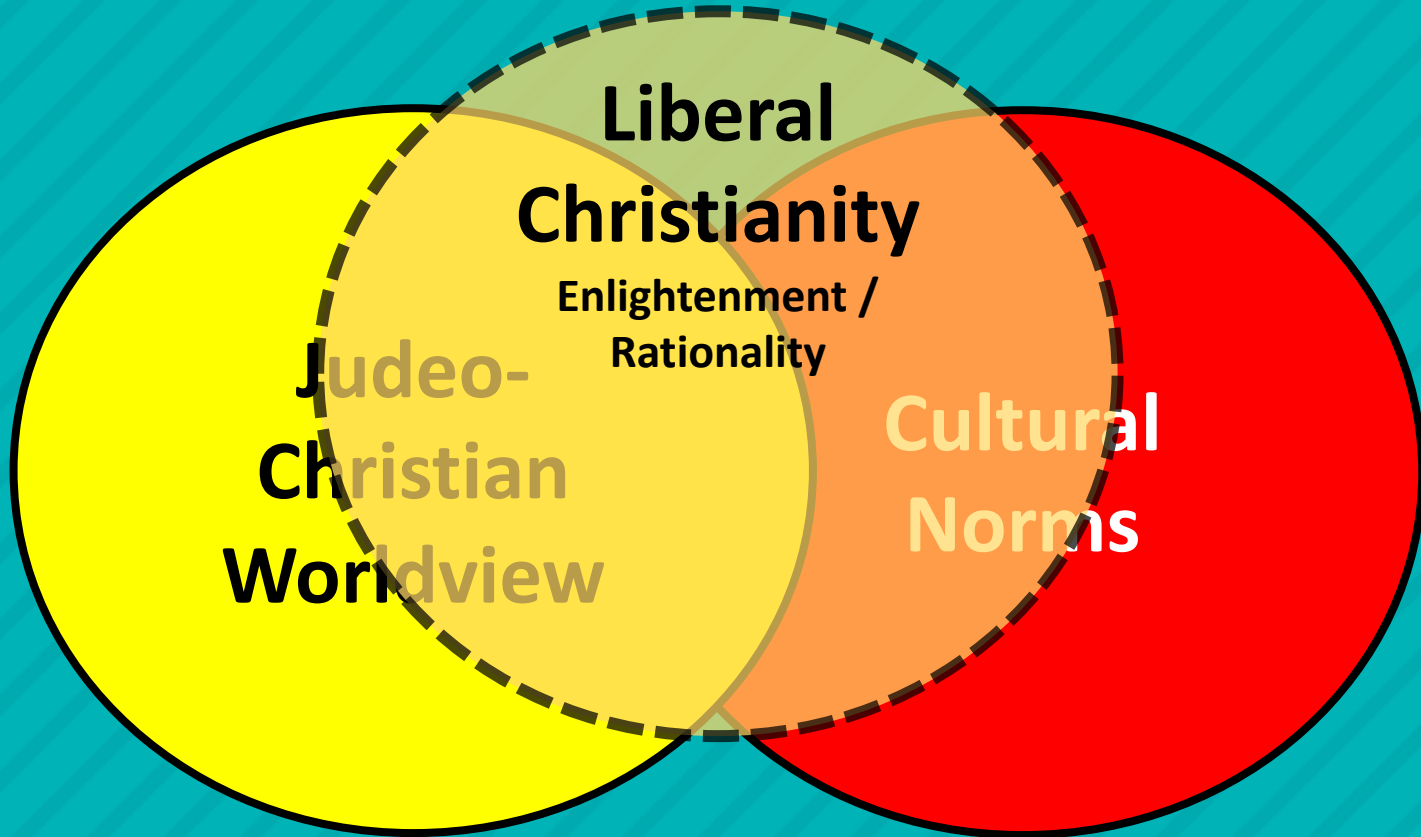 Liberal
Christianity
Enlightenment /
Rationality
Judeo-
Christian
Worldview
Cultural
Norms